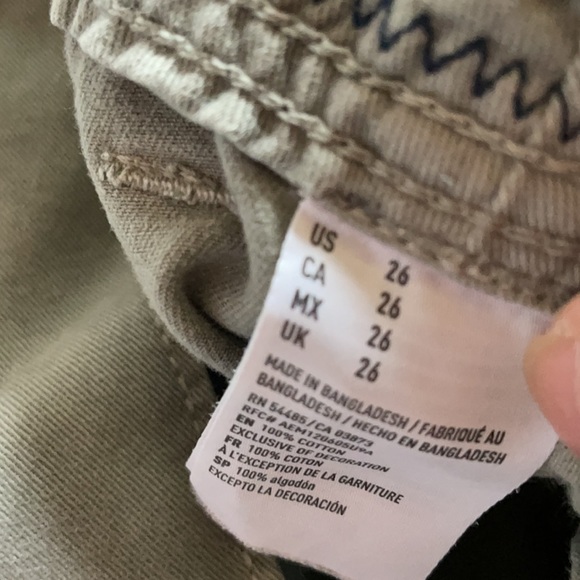 US 26
CA 26
MX 26
UK 26
MADE IN BANGLADESH / FABRIQUÉ AU
BANGLADESH / HECHO EN BANGLADESH
RN 54485/CA 03873
RFC# AEM120605U9A
EN 100% COTTON
EXCLUSIVE OF DECORATION
FR 100% COTON
À L'EXCEPTION DE LA GARNITURE
SP 100% algodón
EXCEPTO LA DECORACIÓN